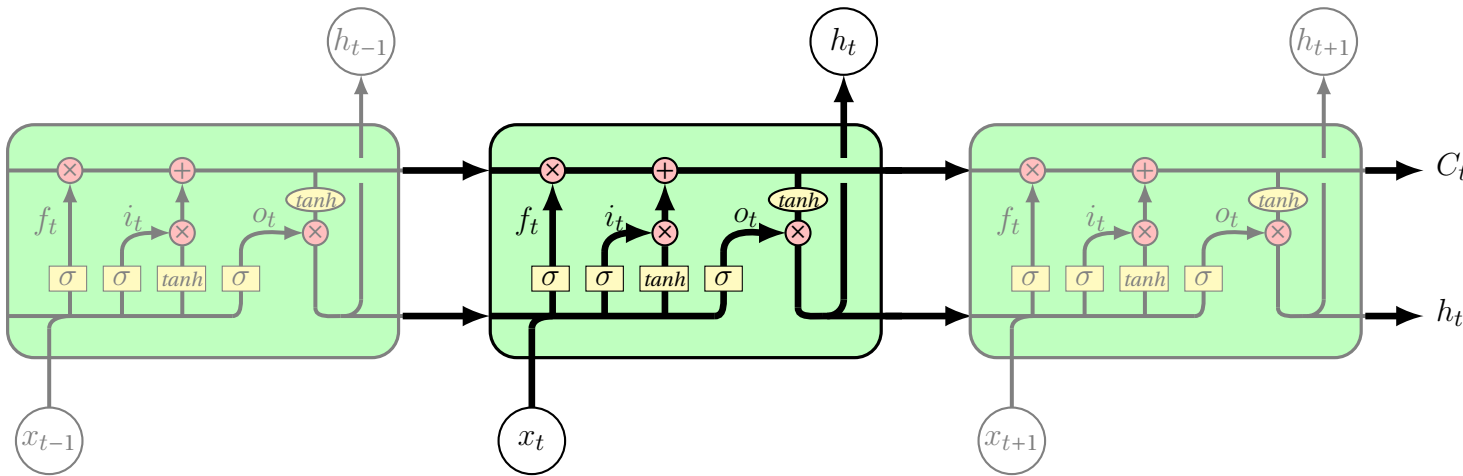 h_{t-1} h_t h_{t+1}
× + × + × + C_t
tanh tanh tanh
f_t i_t × o_t × f_t i_t × o_t × f_t i_t × o_t ×
σ σ tanh σ σ σ tanh σ σ σ tanh σ
h_t
x_{t-1} x_t x_{t+1}